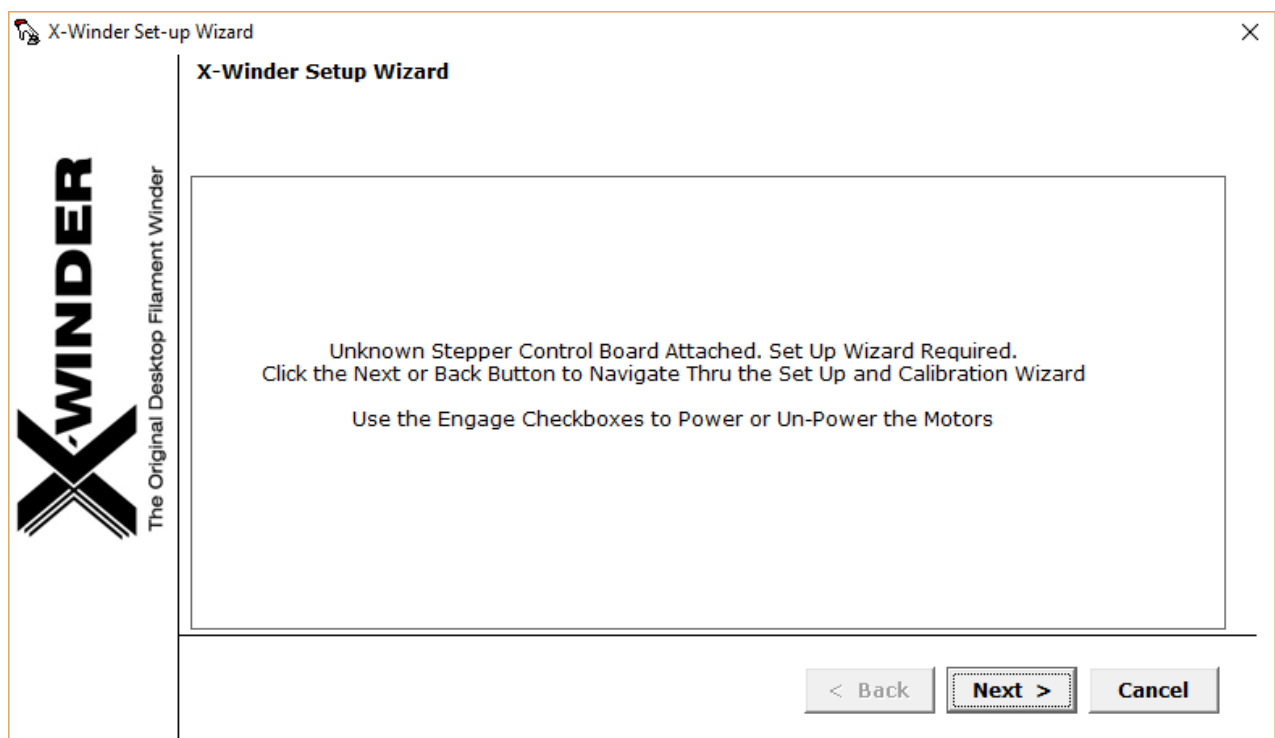 X-Winder Set-up Wizard
X-Winder Setup Wizard
X-WINDER
The Original Desktop Filament Winder
Unknown Stepper Control Board Attached. Set Up Wizard Required.
Click the Next or Back Button to Navigate Thru the Set Up and Calibration Wizard
Use the Engage Checkboxes to Power or Un-Power the Motors
< Back
Next >
Cancel